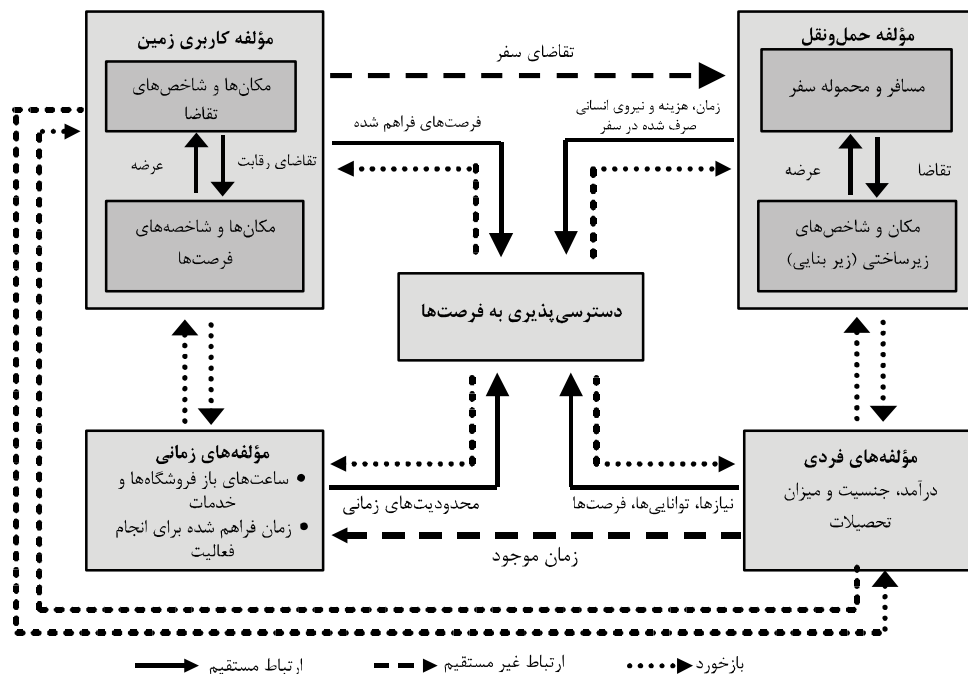 مؤلفه حمل‌ونقل
مسافر و محموله سفر
تقاضا
عرضه
مکان و شاخص‌های
زیرساختی (زیر بنایی)
تقاضای سفر
زمان، هزینه و نیروی انسانی
صرف شده در سفر
فرصت‌های فراهم شده
مؤلفه کاربری زمین
مکان‌ها و شاخص‌های
تقاضا
تقاضای رقابت
عرضه
مکان‌ها و شاخصه‌های
فرصت‌ها
دسترسی‌پذیری به فرصت‌ها
مؤلفه‌های فردی
درآمد، جنسیت و میزان
تحصیلات
نیازها، توانایی‌ها، فرصت‌ها
محدودیت‌های زمانی
زمان موجود
مؤلفه‌های زمانی
• ساعت‌های باز فروشگاه‌ها و
خدمات
• زمان فراهم شده برای انجام
فعالیت
بازخورد
ارتباط غیر مستقیم
ارتباط مستقیم